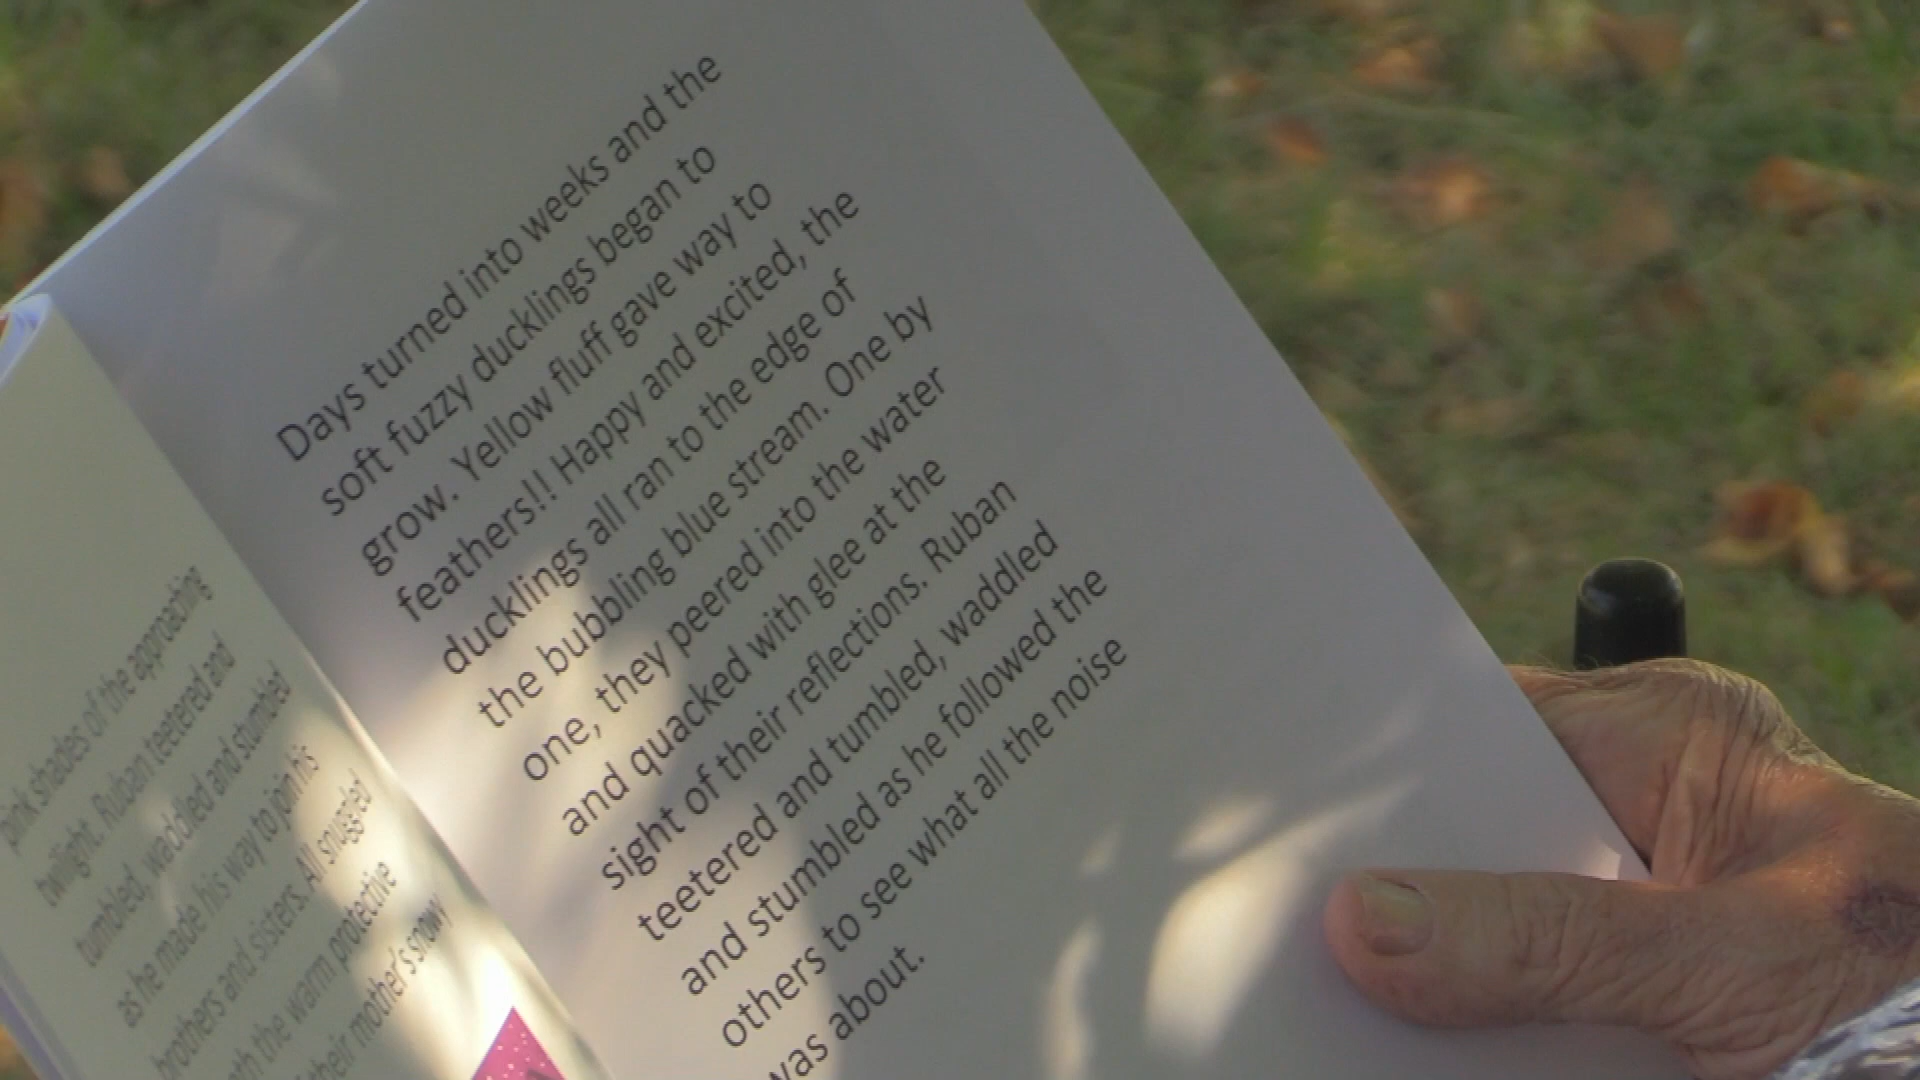 pink shades of the approaching
twilight. Ruban teetered and
tumbled, waddled and stumbled
as he made his way to join his
brothers and sisters. All snuggled
the warm protective
their mother's snowy
Days turned into weeks and the
soft fuzzy ducklings began to
grow. Yellow fluff gave way to
feathers!! Happy and excited, the
ducklings all ran to the edge of
the bubbling blue stream. One by
one, they peered into the water
and quacked with glee at the
sight of their reflections. Ruban
teetered and tumbled, waddled
and stumbled as he followed the
others to see what all the noise
was about.